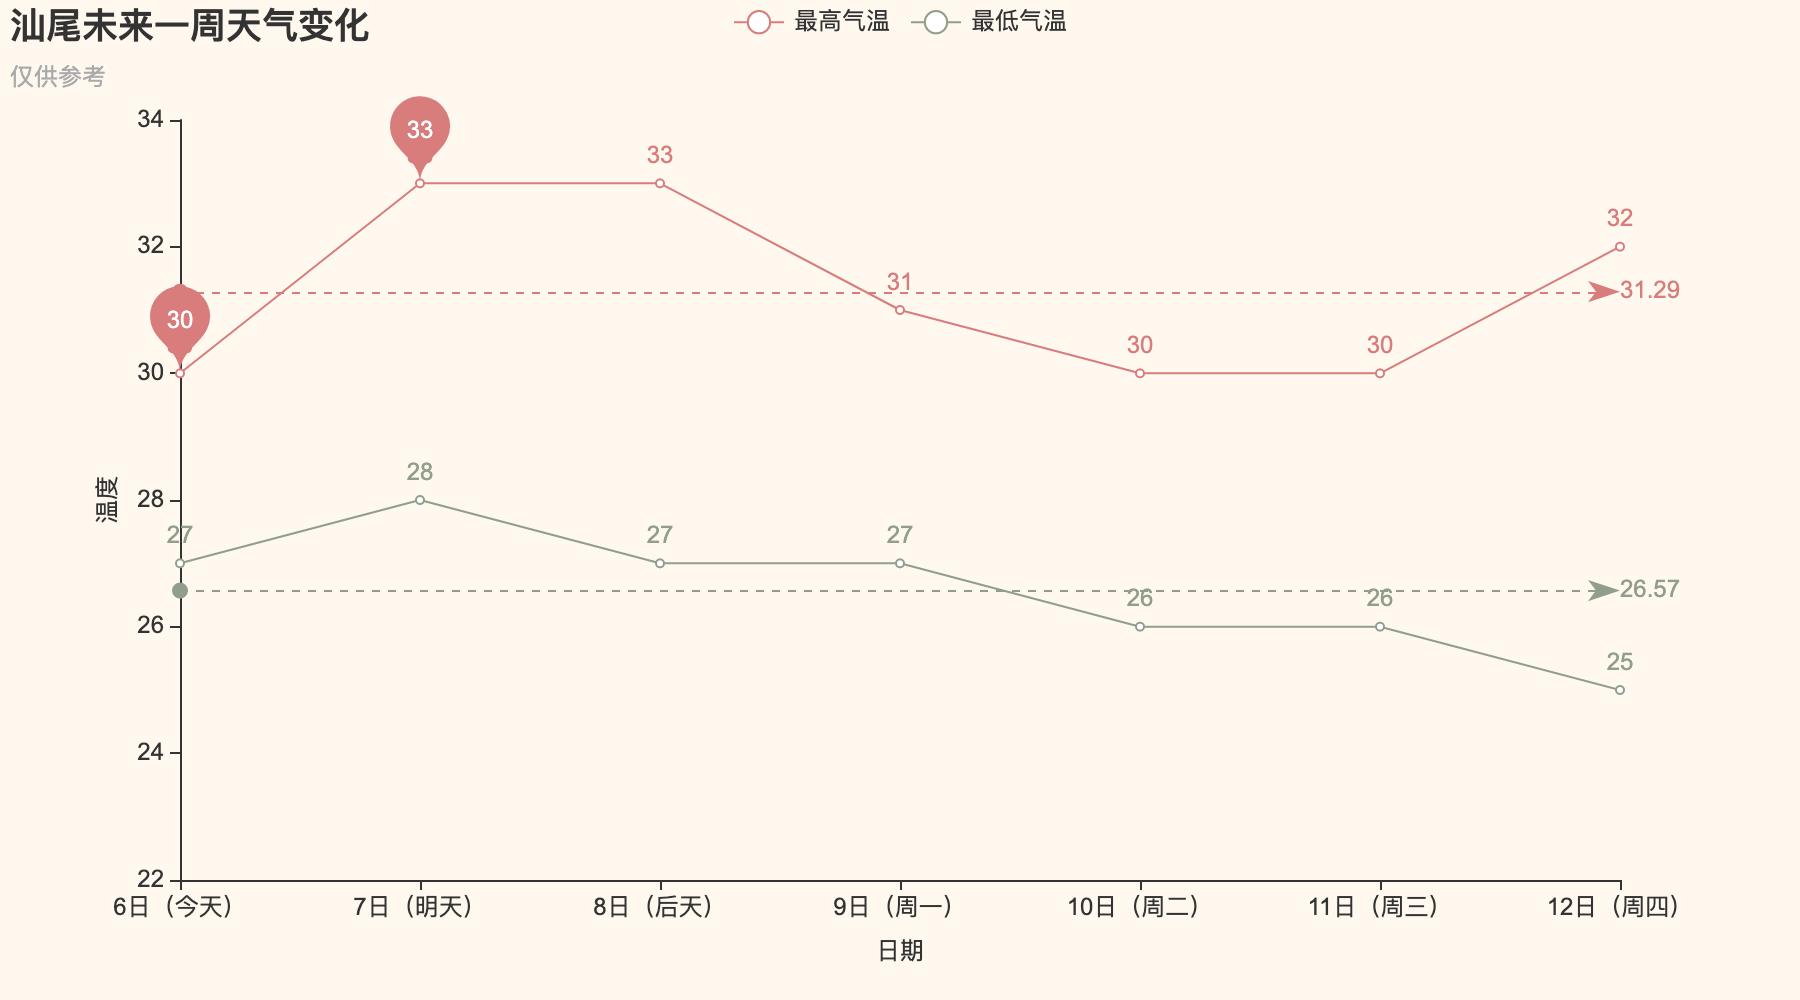 汕尾未来一周天气变化
仅供参考
最高气温
最低气温
温度
34
32
30
28
26
24
22
33
33
30
31
30
30
32
31.29
27
28
27
27
26
26
25
26.57
6日（今天）
7日（明天）
8日（后天）
9日（周一）
10日（周二）
11日（周三）
12日（周四）
日期